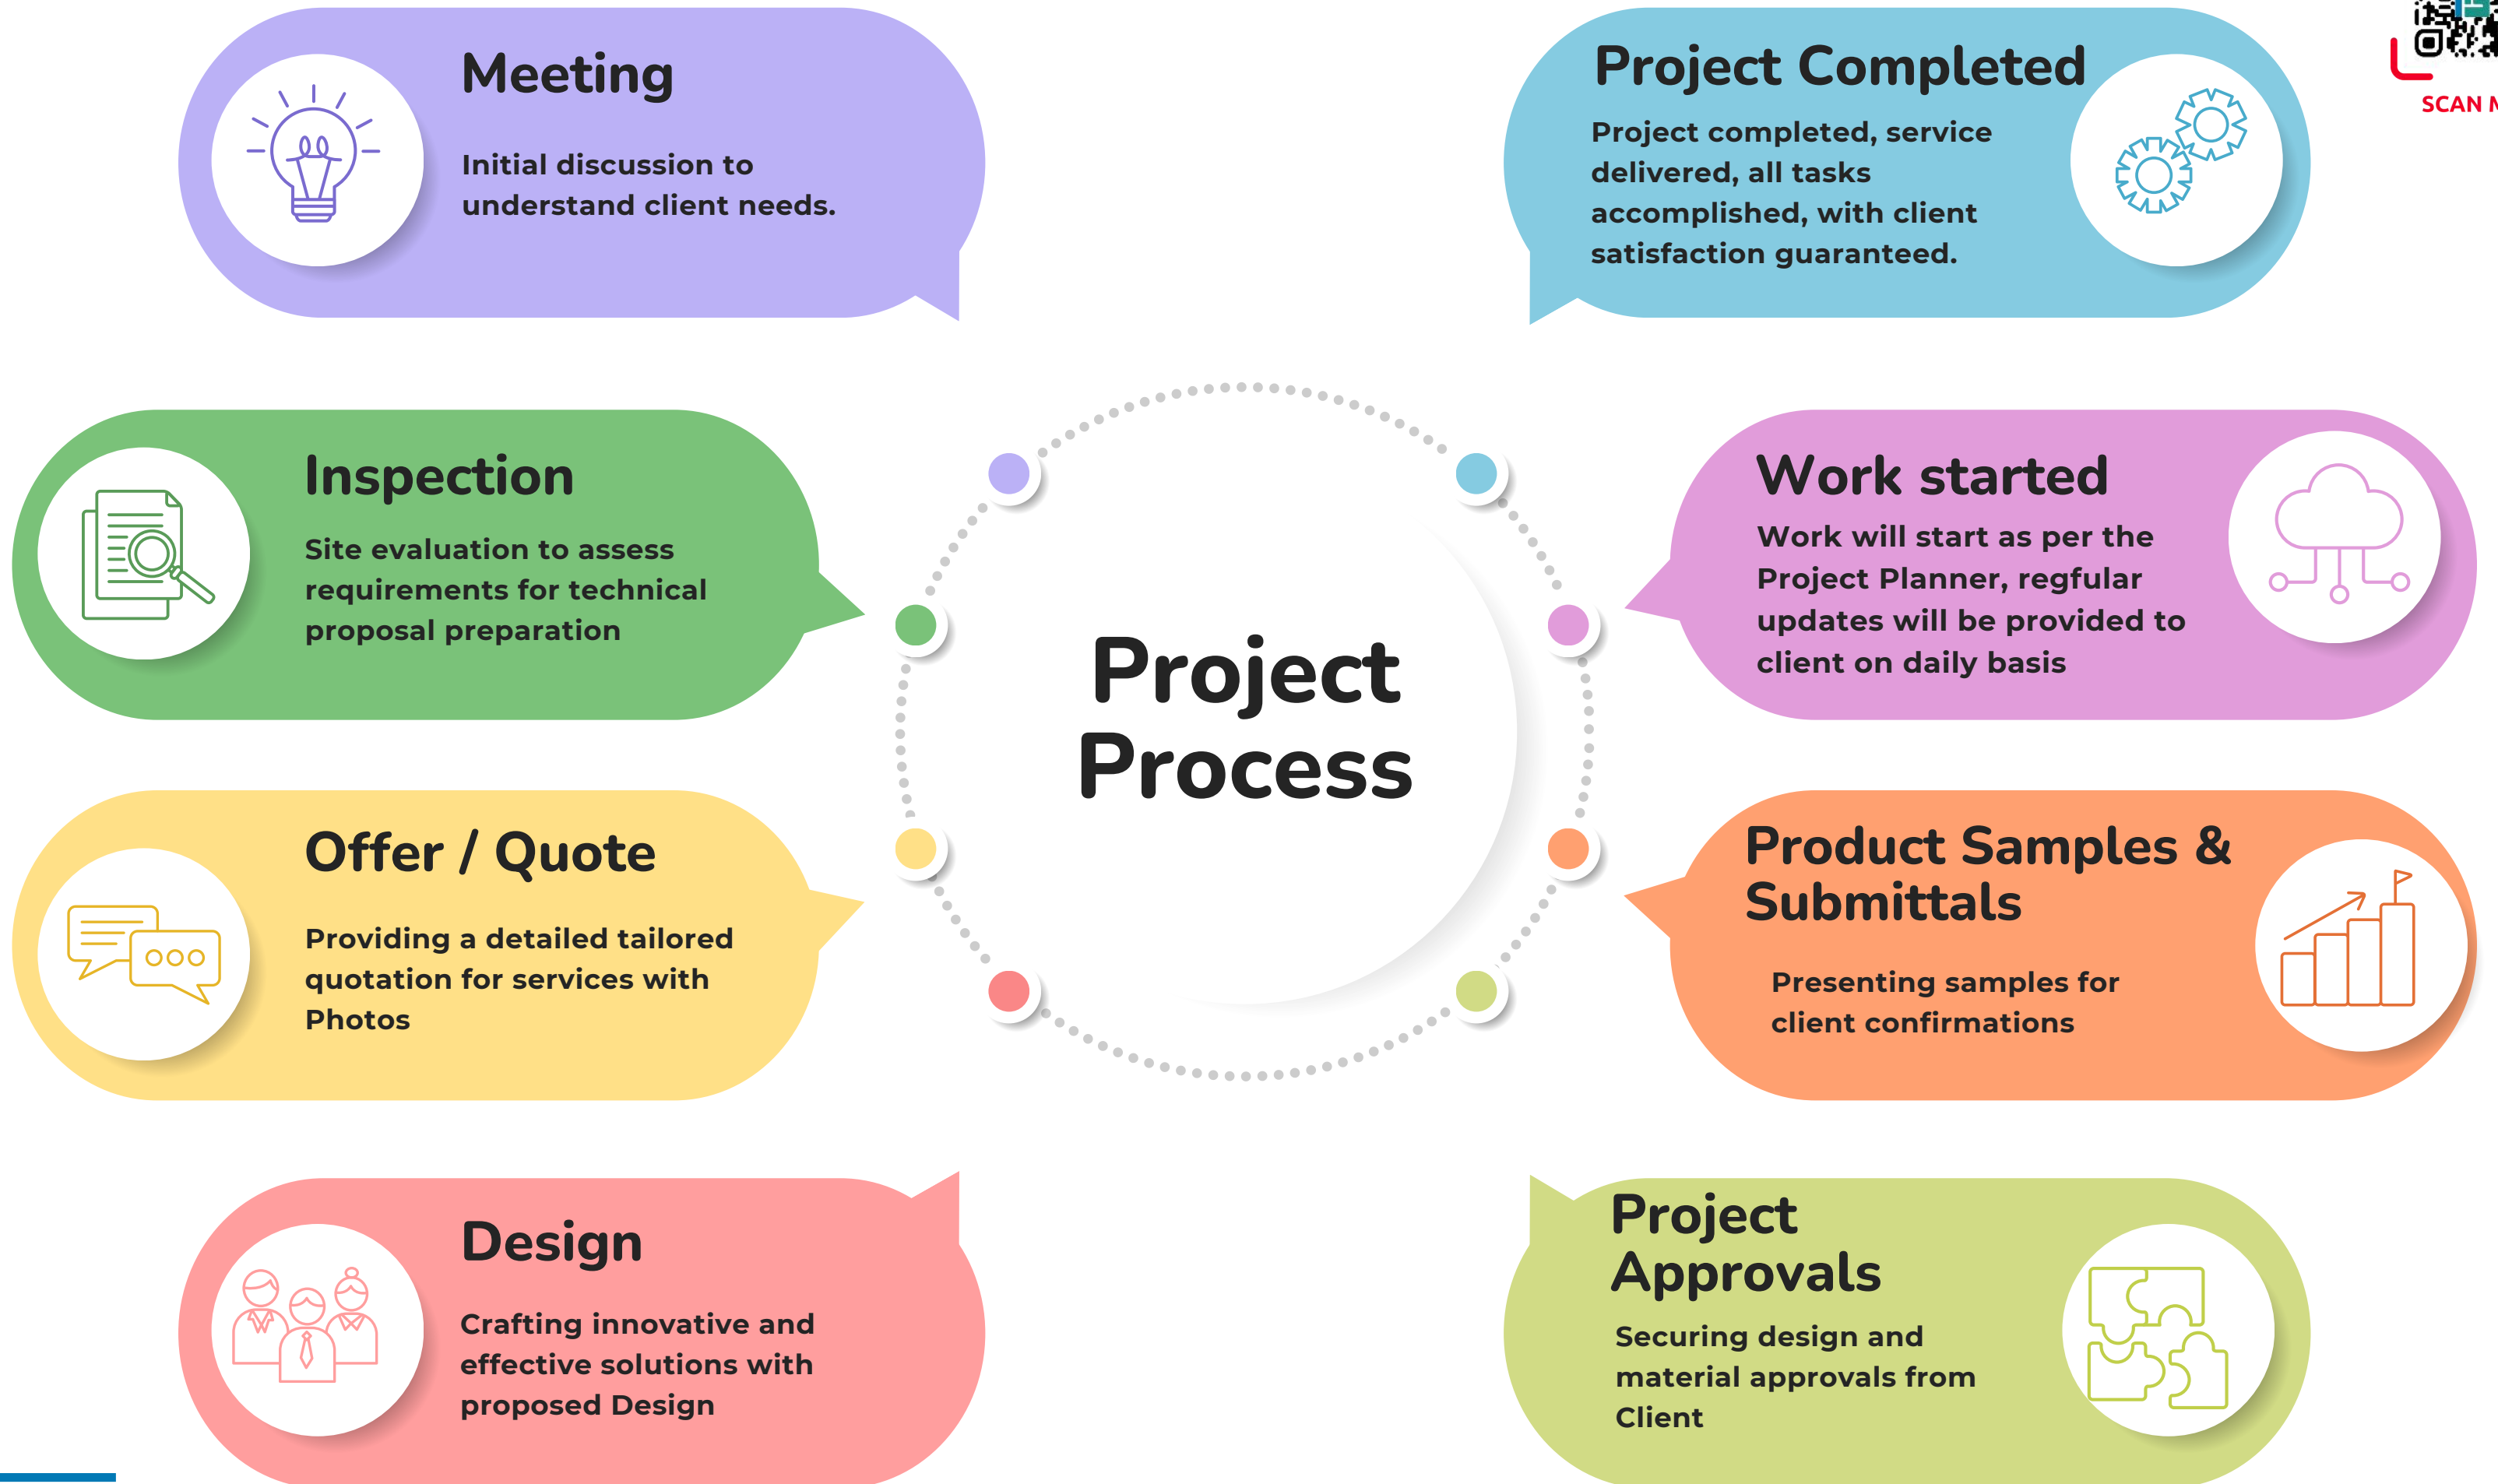 Meeting
Initial discussion to
understand client needs.
Project Completed
Project completed, service
delivered, all tasks
accomplished, with client
satisfaction guaranteed.
SCAN
Inspection
Site evaluation to assess
requirements for technical
proposal preparation
Work started
Work will start as per the
Project Planner, regfular
updates will be provided to
client on daily basis
Project
Process
Offer / Quote
Providing a detailed tailored
quotation for services with
Photos
Product Samples &
Submittals
Presenting samples for
client confirmations
Design
Crafting innovative and
effective solutions with
proposed Design
Project
Approvals
Securing design and
material approvals from
Client